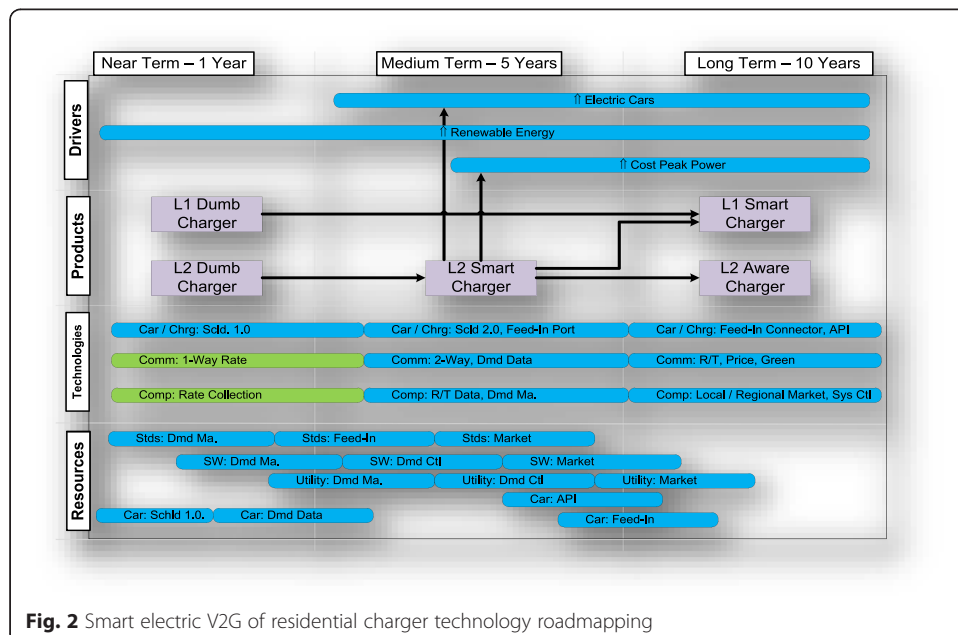 Near Term – 1 Year
Medium Term – 5 Years
Long Term – 10 Years
Drivers
⇑ Electric Cars
⇑ Renewable Energy
⇑ Cost Peak Power
Products
L1 Dumb
Charger
L1 Smart
Charger
L2 Dumb
Charger
L2 Smart
Charger
L2 Aware
Charger
Technologies
Car / Chrg: Scld. 1.0
Car / Chrg: Scld 2.0, Feed-In Port
Car / Chrg: Feed-In Connector, API
Comm: 1-Way Rate
Comm: 2-Way, Dmd Data
Comm: R/T, Price, Green
Comp: Rate Collection
Comp: R/T Data, Dmd Ma.
Comp: Local / Regional Market, Sys Ctl
Resources
Stds: Dmd Ma.
Stds: Feed-In
Stds: Market
SW: Dmd Ma.
SW: Dmd Ctl
SW: Market
Utility: Dmd Ma.
Utility: Dmd Ctl
Utility: Market
Car: API
Car: Schld 1.0.
Car: Dmd Data
Car: Feed-In
Fig. 2 Smart electric V2G of residential charger technology roadmapping